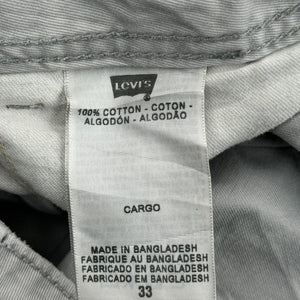 LEVI'S
100% COTTON - COTON -
ALGODÓN - ALGODÃO
CARGO
MADE IN BANGLADESH
FABRIQUE AU BANGLADESH
FABRICADO EN BANGLADESH
FABRICADO EM BANGLADESH
33